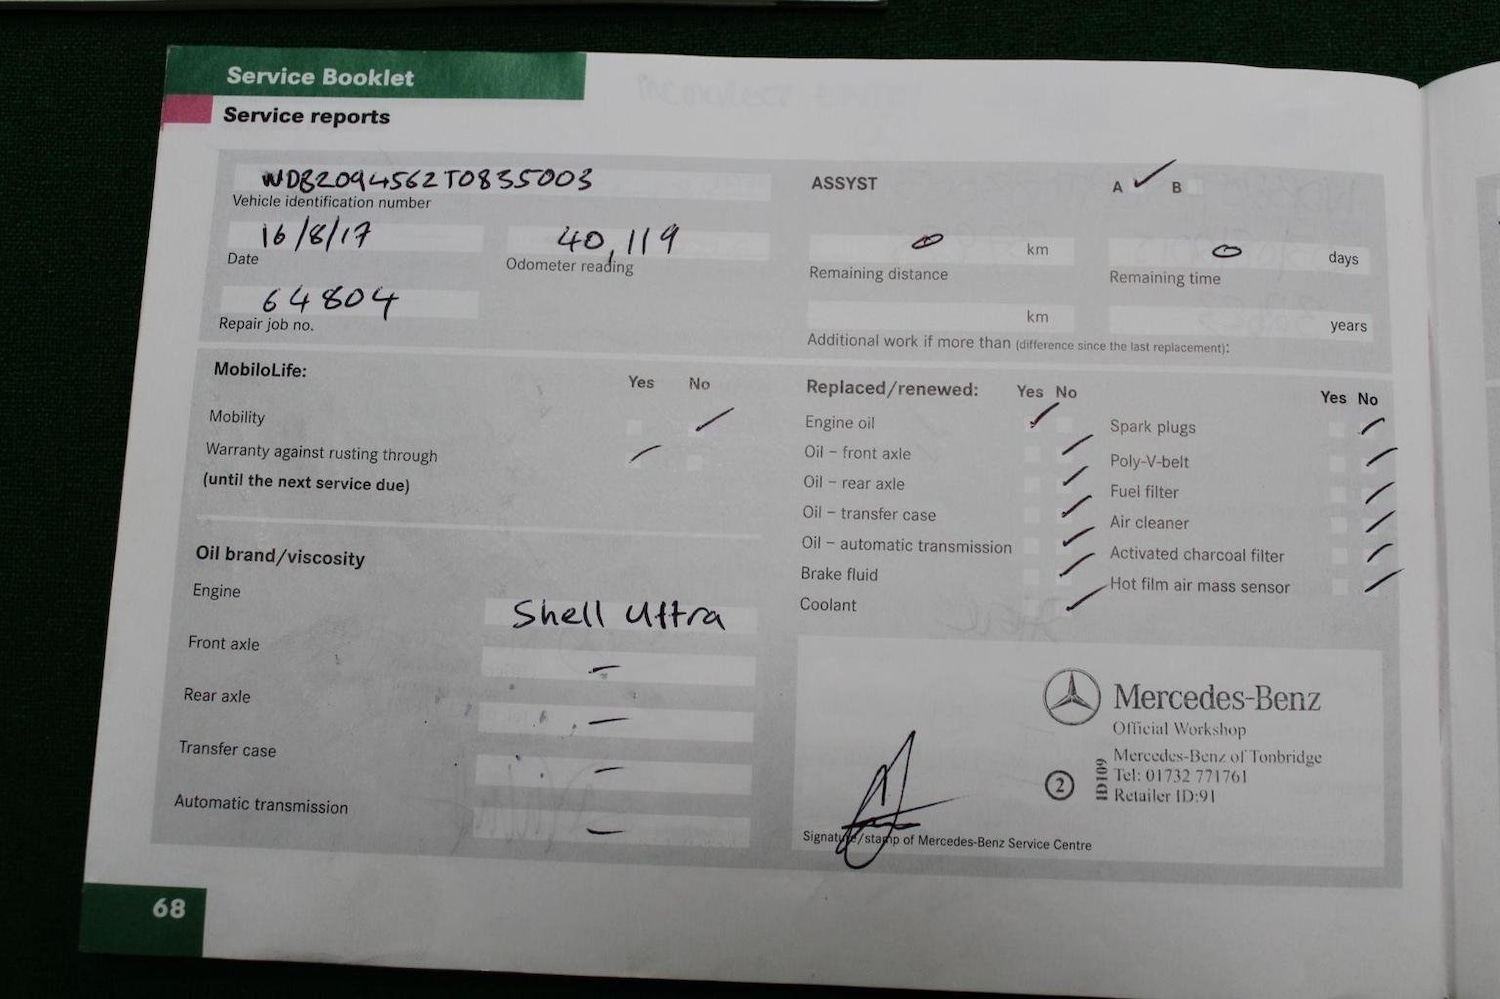 Service Booklet
Service reports
WDB2094562T083S003
Vehicle identification number
16/8/17
Date
40,119
Odometer reading
64804
Repair job no.
ASSYST
A ✓ B
0 km
Remaining distance
0 days
Remaining time
km
years
Additional work if more than (difference since the last replacement):
MobiloLife:
Yes No
Mobility
Warranty against rusting through
(until the next service due)
Oil brand/viscosity
Engine
Shell Ultra
Front axle
–
Rear axle
–
Transfer case
–
Automatic transmission
–
Replaced/renewed:
Yes No
Engine oil
Oil – front axle
Oil – rear axle
Oil – transfer case
Oil – automatic transmission
Brake fluid
Coolant
Yes No
Spark plugs
Poly-V-belt
Fuel filter
Air cleaner
Activated charcoal filter
Hot film air mass sensor
Mercedes-Benz
Official Workshop
Mercedes-Benz of Tonbridge
Tel: 01732 771761
Retailer ID:91
2
ID109
Signature/stamp of Mercedes-Benz Service Centre
68